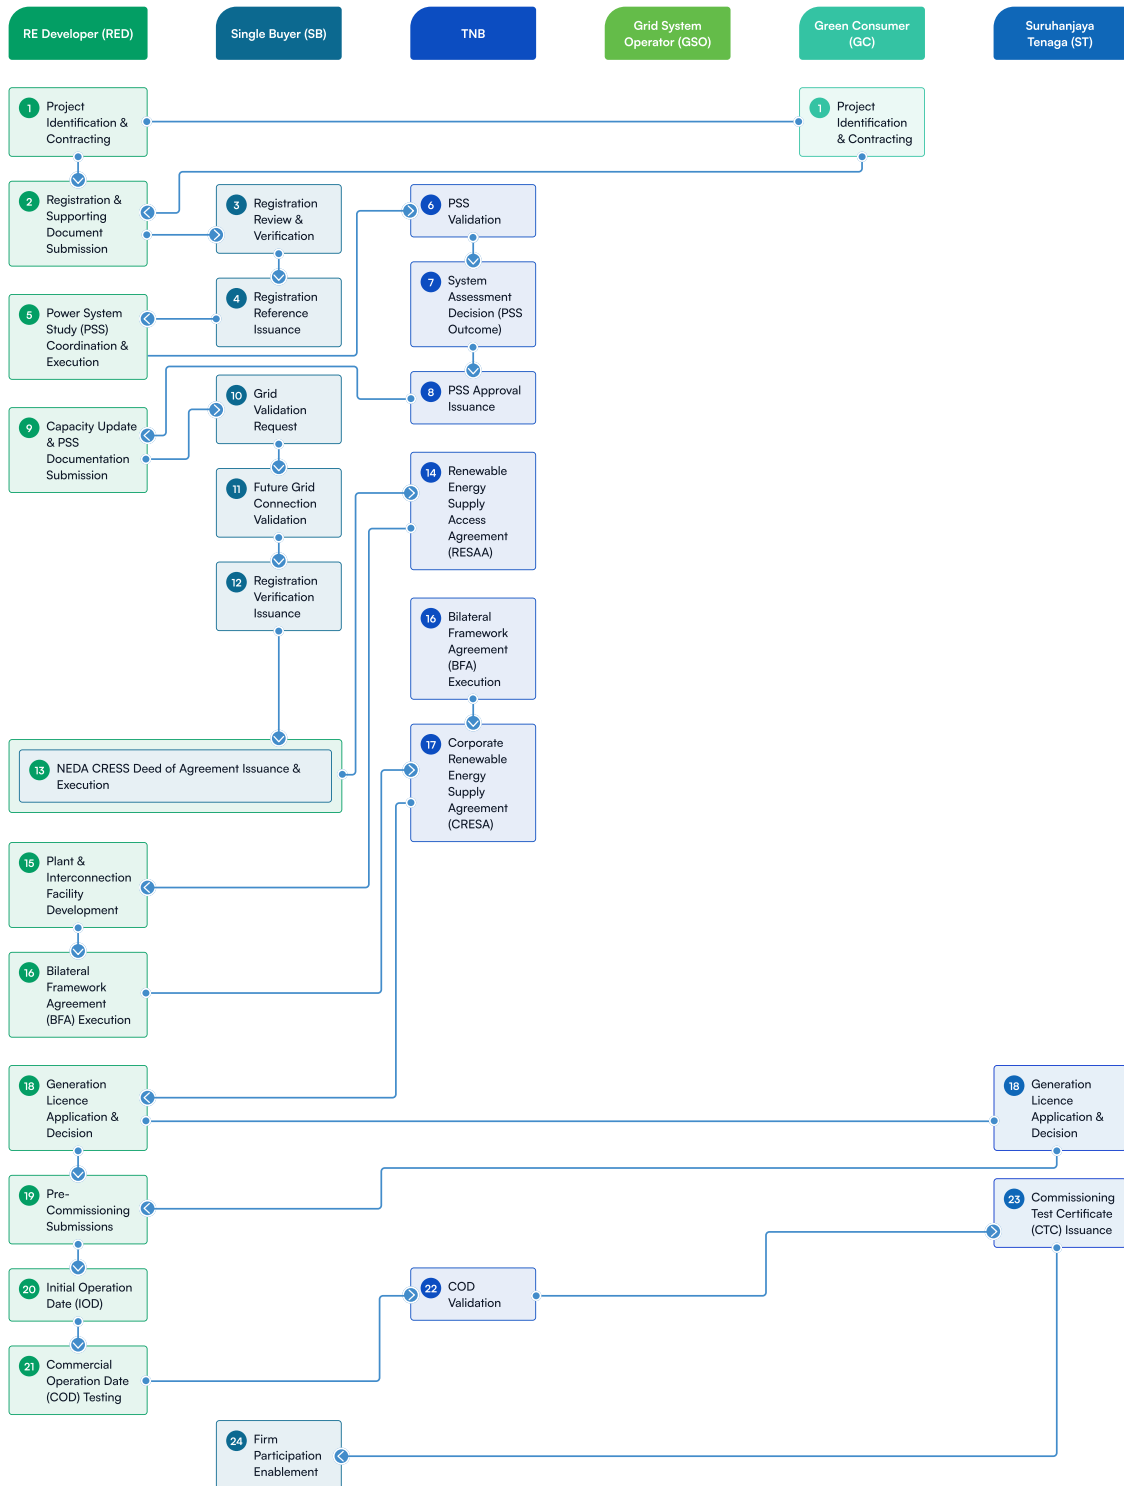 RE Developer (RED)
Single Buyer (SB)
TNB
Grid System
Operator (GSO)
Green Consumer
(GC)
Suruhanjaya
Tenaga (ST)
1
Project
Identification &
Contracting
1
Project
Identification
& Contracting
2
Registration &
Supporting
Document
Submission
3
Registration
Review &
Verification
6
PSS
Validation
4
Registration
Reference
Issuance
7
System
Assessment
Decision (PSS
Outcome)
5
Power System
Study (PSS)
Coordination &
Execution
8
PSS Approval
Issuance
10
Grid
Validation
Request
9
Capacity Update
& PSS
Documentation
Submission
11
Future Grid
Connection
Validation
14
Renewable
Energy
Supply
Access
Agreement
(RESAA)
12
Registration
Verification
Issuance
16
Bilateral
Framework
Agreement
(BFA)
Execution
13
NEDA CRESS Deed of Agreement Issuance &
Execution
17
Corporate
Renewable
Energy
Supply
Agreement
(CRESA)
15
Plant &
Interconnection
Facility
Development
16
Bilateral
Framework
Agreement
(BFA) Execution
18
Generation
Licence
Application &
Decision
18
Generation
Licence
Application &
Decision
19
Pre-
Commissioning
Submissions
23
Commissioning
Test Certificate
(CTC) Issuance
20
Initial Operation
Date (IOD)
22
COD
Validation
21
Commercial
Operation Date
(COD) Testing
24
Firm
Participation
Enablement